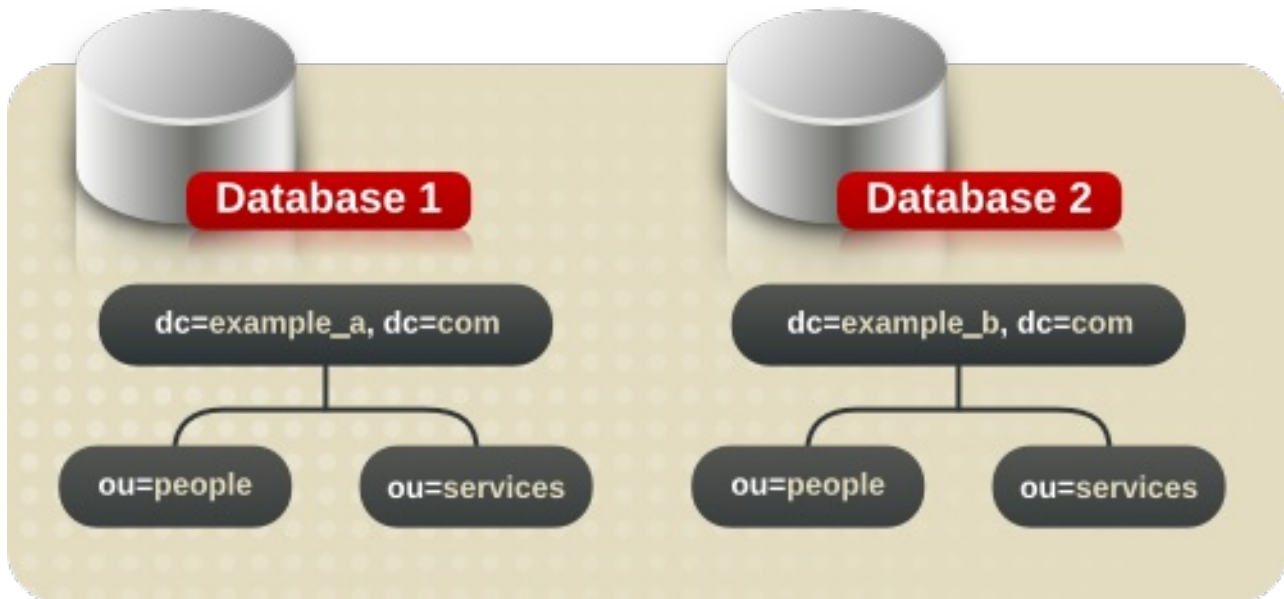 Database 1
Database 2
dc=example_a, dc=com
dc=example_b, dc=com
ou=people
ou=services
ou=people
ou=services